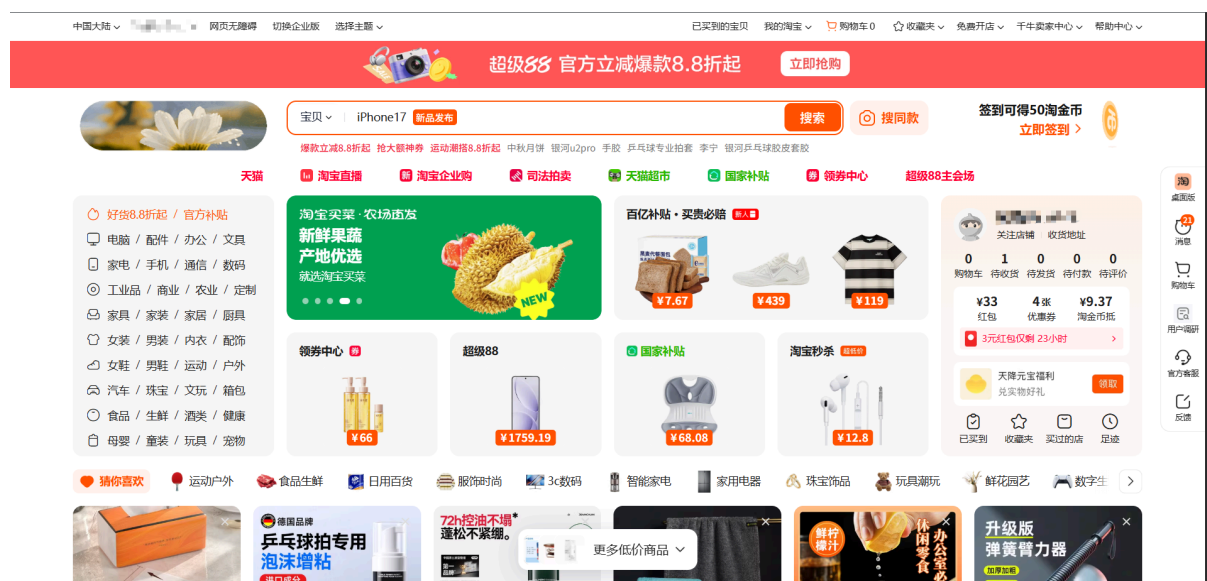 中国大陆
网页无障碍
切换企业版
选择主题
已买到的宝贝
我的淘宝
购物车0
收藏夹
免费开店
千牛卖家中心
帮助中心
超级88 官方立减爆款8.8折起
立即抢购
宝贝
iPhone17 新品发布
搜索
搜同款
签到可得50淘金币
立即签到
爆款立减8.8折起 抢大额神券 运动潮搭8.8折起 中秋月饼 银河u2pro 手胶 乒乓球专业拍套 李宁 银河乒乓球胶皮套胶
天猫
淘宝直播
淘宝企业购
司法拍卖
天猫超市
国家补贴
券 领券中心
超级88主会场
好货8.8折起 / 官方补贴
电脑 / 配件 / 办公 / 文具
家电 / 手机 / 通信 / 数码
工业品 / 商业 / 农业 / 定制
家具 / 家装 / 家居 / 厨具
女装 / 男装 / 内衣 / 配饰
女鞋 / 男鞋 / 运动 / 户外
汽车 / 珠宝 / 文玩 / 箱包
食品 / 生鲜 / 酒类 / 健康
母婴 / 童装 / 玩具 / 宠物
淘宝买菜·农场直发
新鲜果蔬
产地优选
就选淘宝买菜
NEW
百亿补贴·买贵必赔
¥7.67
¥439
¥119
领券中心 券
¥66
超级88
¥1759.19
国家补贴
¥68.08
淘宝秒杀 超低价
¥12.8
关注店铺
收货地址
0 1 0 0 0
购物车 待收货 待发货 待付款 待评价
¥33 4张 ¥9.37
红包 优惠券 淘金币抵
3元红包仅剩 23小时
天降元宝福利
兑实物好礼
领取
已买到 收藏夹 买过的店 足迹
淘
桌面版
21
消息
购物车
用户调研
官方客服
反馈
猜你喜欢
运动户外
食品生鲜
日用百货
服饰时尚
3c数码
智能家电
家用电器
珠宝饰品
玩具潮玩
鲜花园艺
数字生
德国品牌
乒乓球拍专用
泡沫增粘
72h控油不塌*
蓬松不紧绷。
更多低价商品
鲜柠
檬汁
休闲零食
办公室必
升级版
弹簧臂力器
加厚加粗